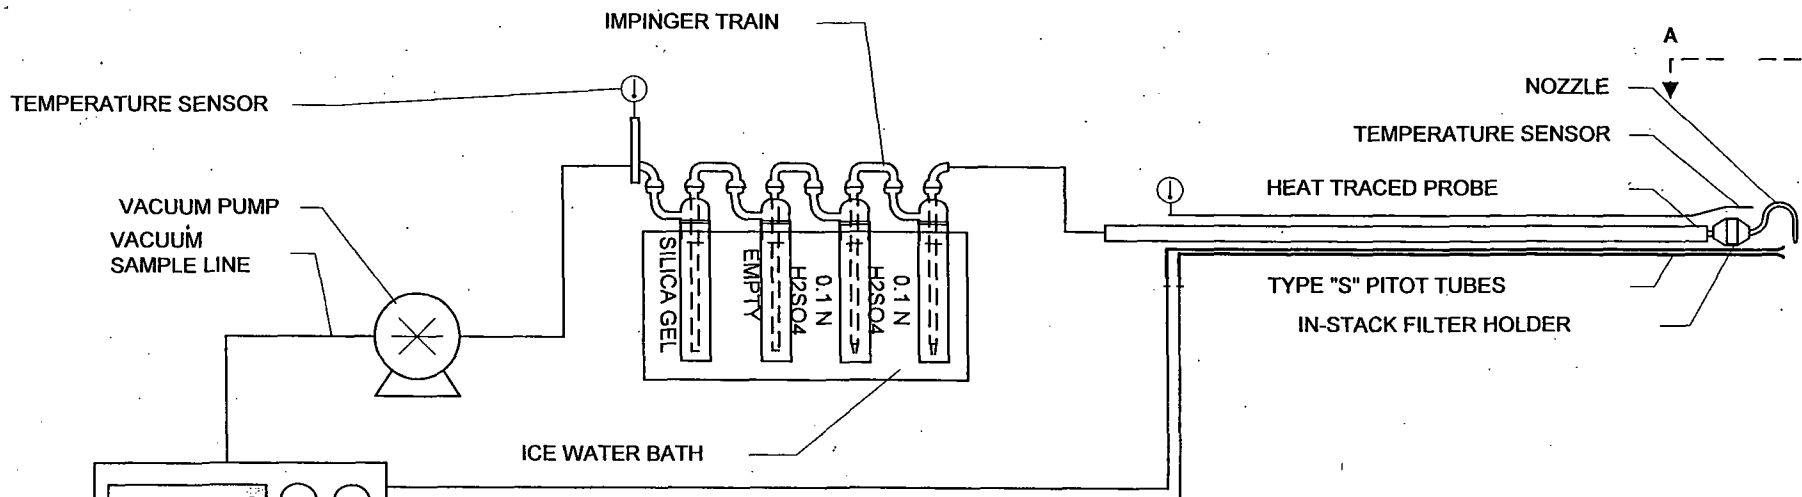 IMPINGER TRAIN
A
NOZZLE
TEMPERATURE SENSOR
TEMPERATURE SENSOR
HEAT TRACED PROBE
VACUUM PUMP
VACUUM
SAMPLE LINE
SILICA GEL
EMPTY
0.1 N
H2SO4
0.1 N
H2SO4
TYPE "S" PITOT TUBES
IN-STACK FILTER HOLDER
ICE WATER BATH